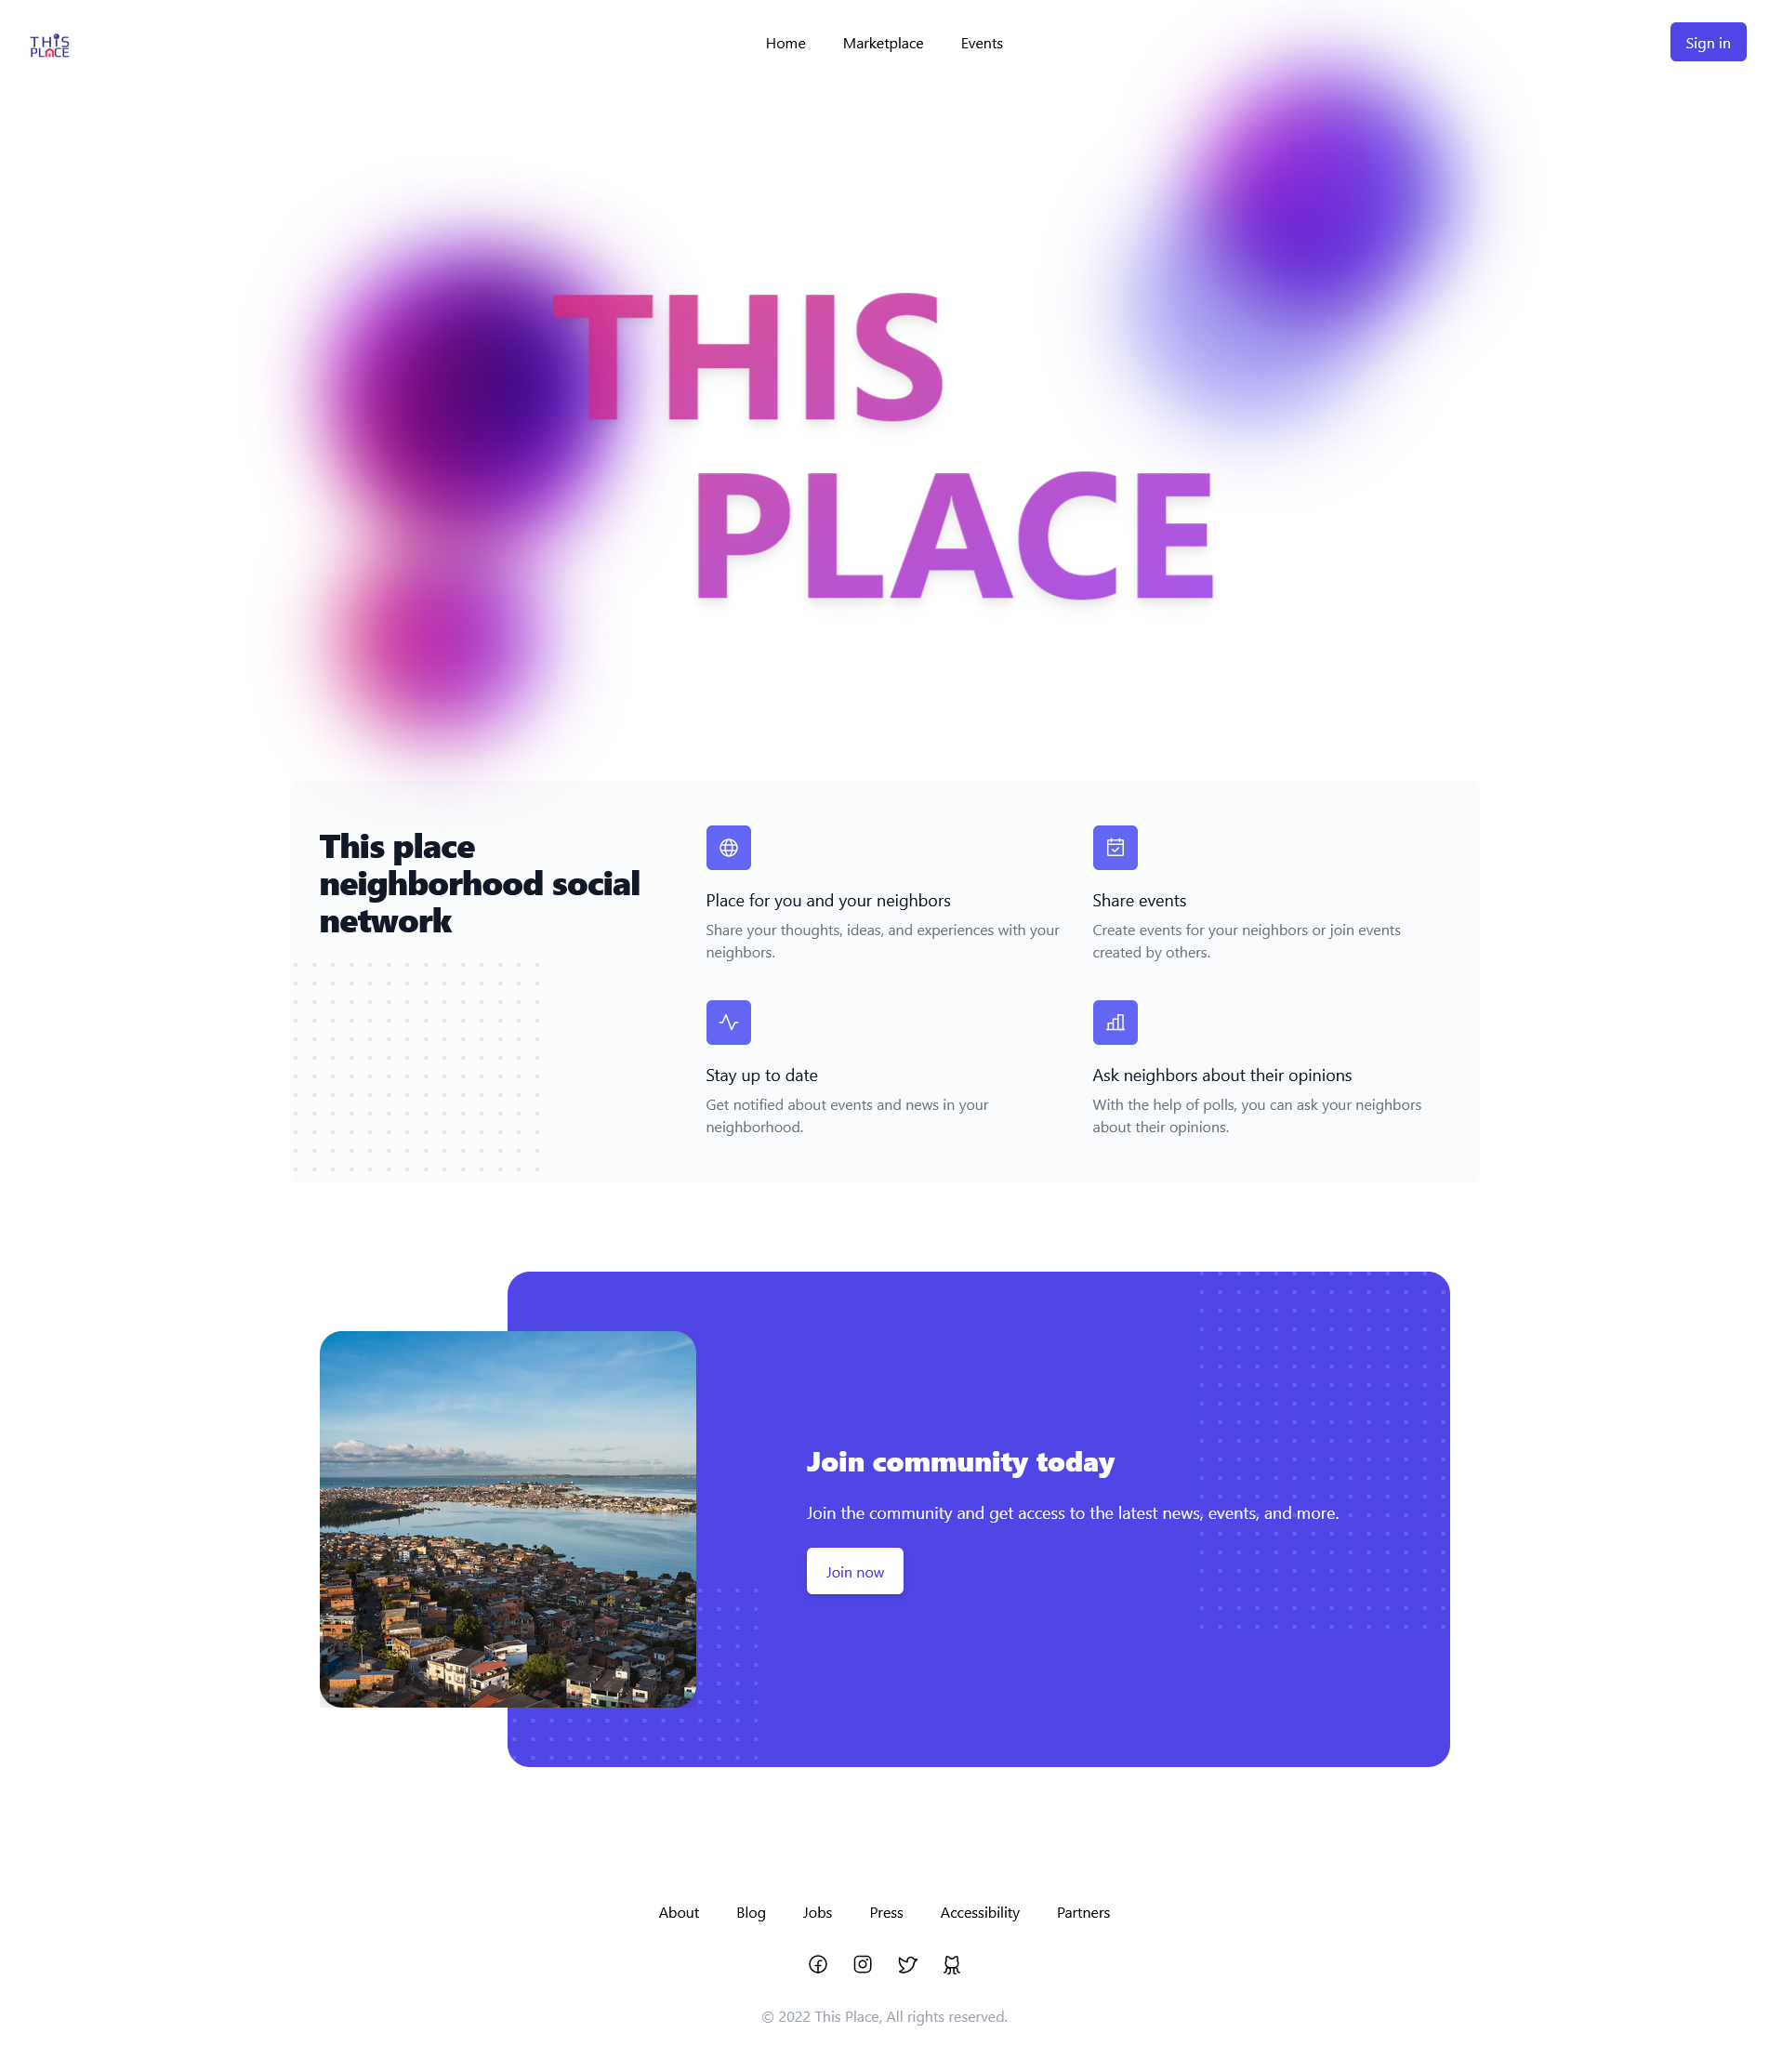 THIS
PLACE
Home
Marketplace
Events
Sign in
THIS
PLACE
This place
neighborhood social
network
Place for you and your neighbors
Share your thoughts, ideas, and experiences with your
neighbors.
Share events
Create events for your neighbors or join events
created by others.
Stay up to date
Get notified about events and news in your
neighborhood.
Ask neighbors about their opinions
With the help of polls, you can ask your neighbors
about their opinions.
Join community today
Join the community and get access to the latest news, events, and more.
Join now
About
Blog
Jobs
Press
Accessibility
Partners
© 2022 This Place, All rights reserved.